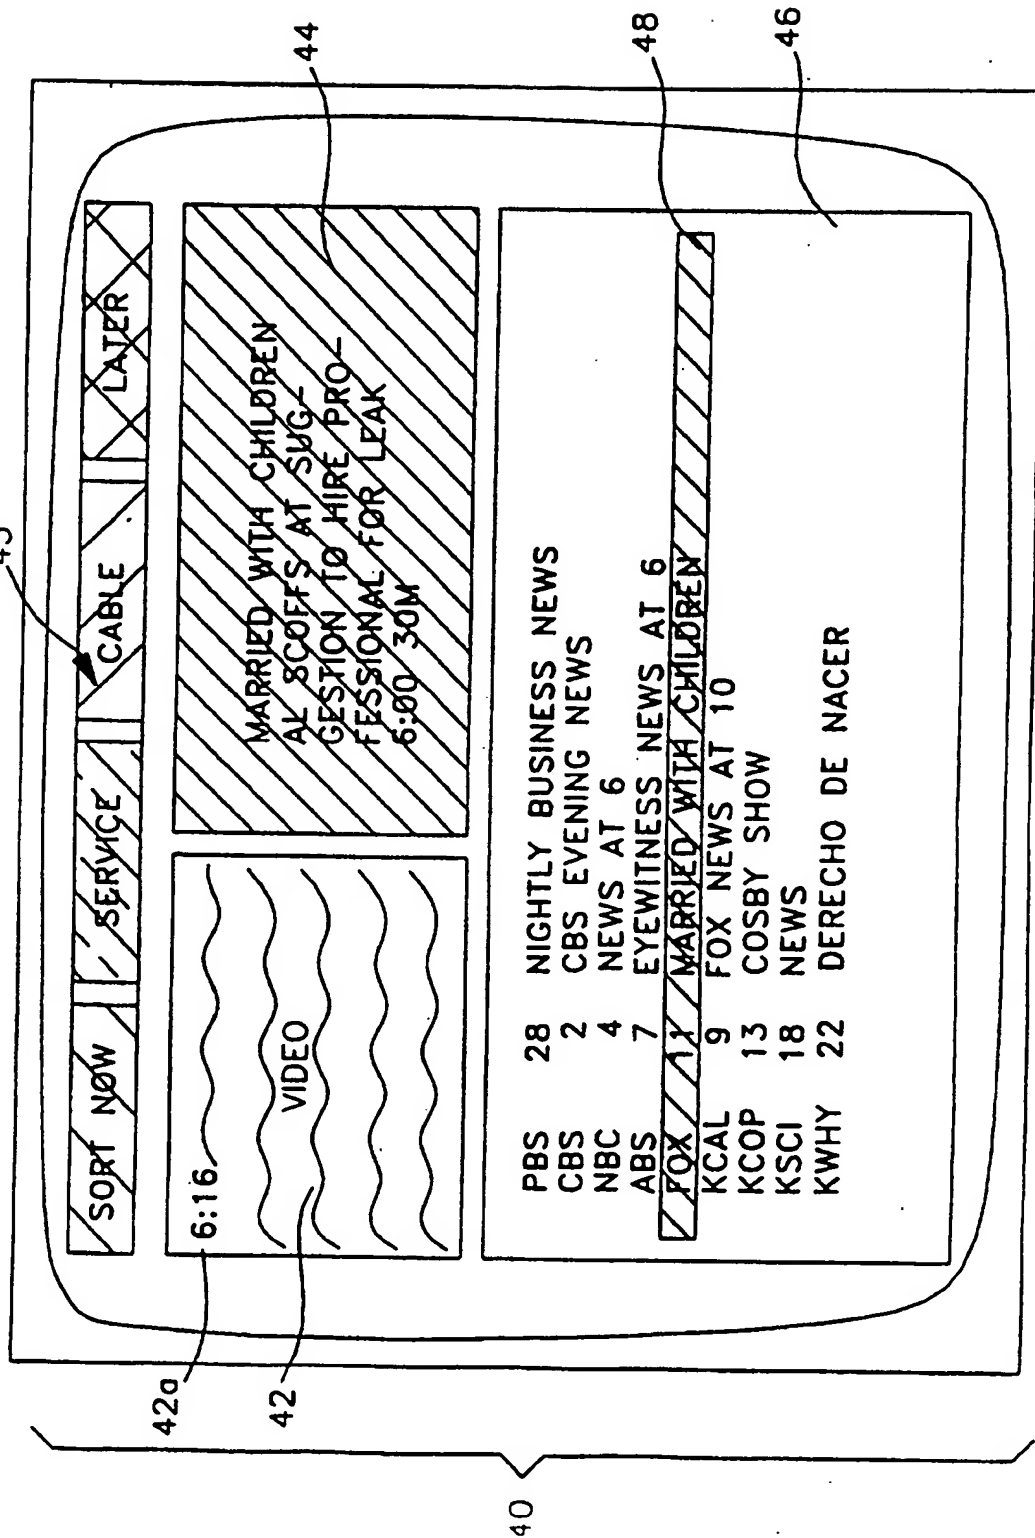 43
SORT NOW SERVICE CABLE LATER
42a
6:16
VIDEO
42
MARRIED WITH CHILDREN
AL SCOFFS AT SUG-
GESTION TO HIRE PRO-
FESSIONAL FOR LEAK
6:00 30M
44
PBS 28 NIGHTLY BUSINESS NEWS
CBS 2 CBS EVENING NEWS
NBC 4 NEWS AT 6
ABS 7 EYEWITNESS NEWS AT 6
FOX 11 MARRIED WITH CHILDREN
KCAL 9 FOX NEWS AT 10
KCOP 13 COSBY SHOW
KSCI 18 NEWS
KWHY 22 DERECHO DE NACER
48
46
40